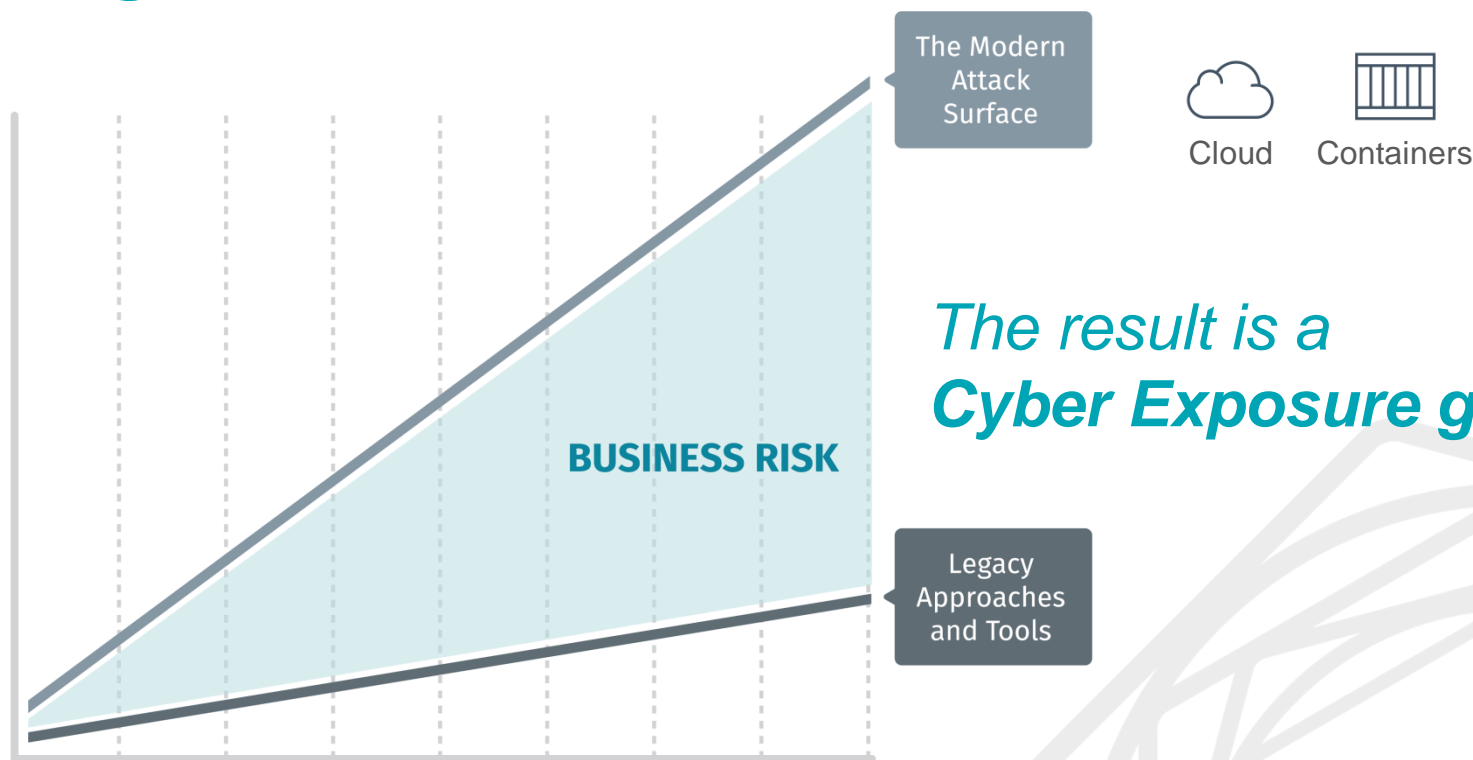 The Modern
Attack
Surface
Cloud
Containers
The result is a
Cyber Exposure g
BUSINESS RISK
Legacy
Approaches
and Tools